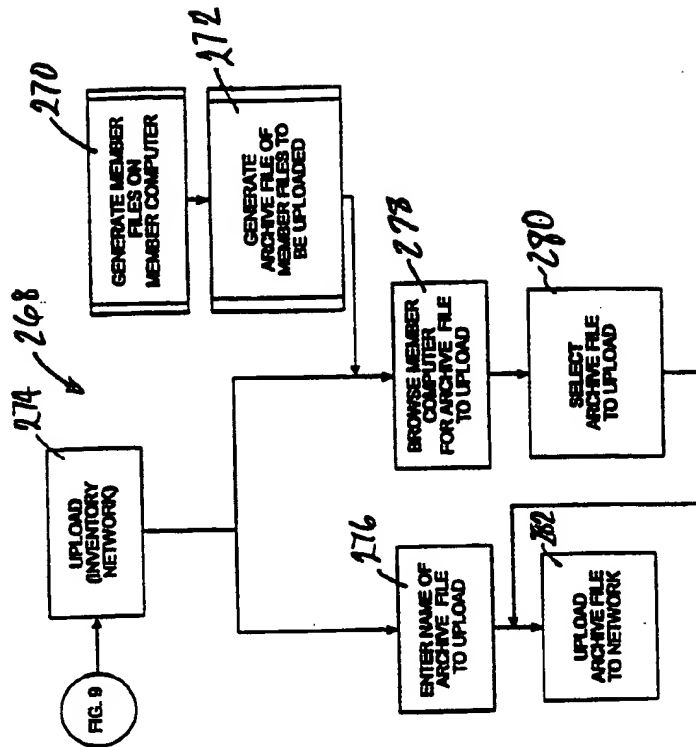 268
FIG. 9
274
UPLOAD
(INVENTORY
NETWORK)
270
GENERATE MEMBER
FILES ON
MEMBER COMPUTER
272
GENERATE
ARCHIVE FILE OF
MEMBER FILES TO
BE UPLOADED
276
ENTER NAME OF
ARCHIVE FILE
TO UPLOAD
278
BROWSE MEMBER
COMPUTER
FOR ARCHIVE FILE
TO UPLOAD
280
SELECT
ARCHIVE FILE
TO UPLOAD
282
UPLOAD
ARCHIVE FILE
TO NETWORK